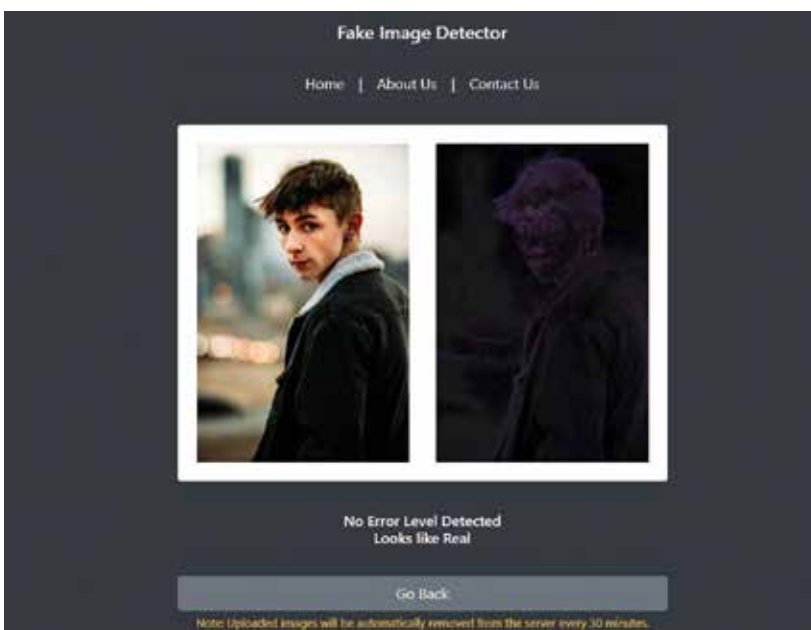 Fake Image Detector
Home | About Us | Contact Us
No Error Level Detected
Looks like Real
Go Back
Note: Uploaded images will be automatically removed from the server every 30 minutes.